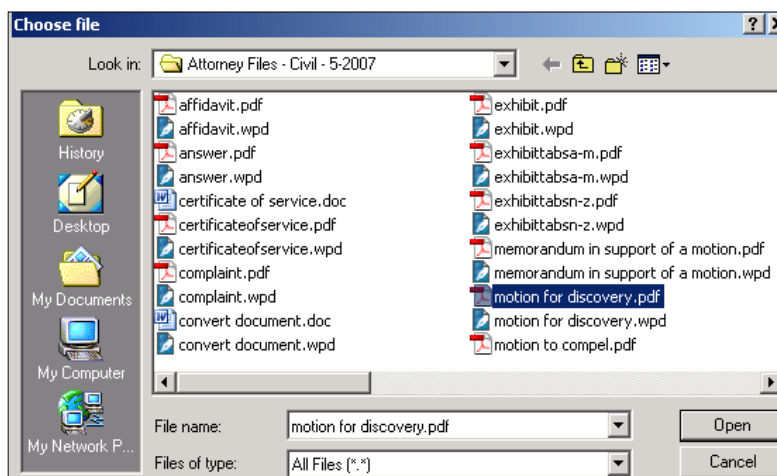 Choose file
Look in: Attorney Files - Civil - 5-2007
History
Desktop
My Documents
My Computer
My Network P...
affidavit.pdf
affidavit.wpd
answer.pdf
answer.wpd
certificate of service.doc
certificateofservice.pdf
certificateofservice.wpd
complaint.pdf
complaint.wpd
convert document.doc
convert document.wpd
exhibit.pdf
exhibit.wpd
exhibittabsa-m.pdf
exhibittabsa-m.wpd
exhibittabsn-z.pdf
exhibittabsn-z.wpd
memorandum in support of a motion.pdf
memorandum in support of a motion.wpd
motion for discovery.pdf
motion for discovery.wpd
motion to compel.pdf
File name: motion for discovery.pdf Open
Files of type: All Files (*.*) Cancel